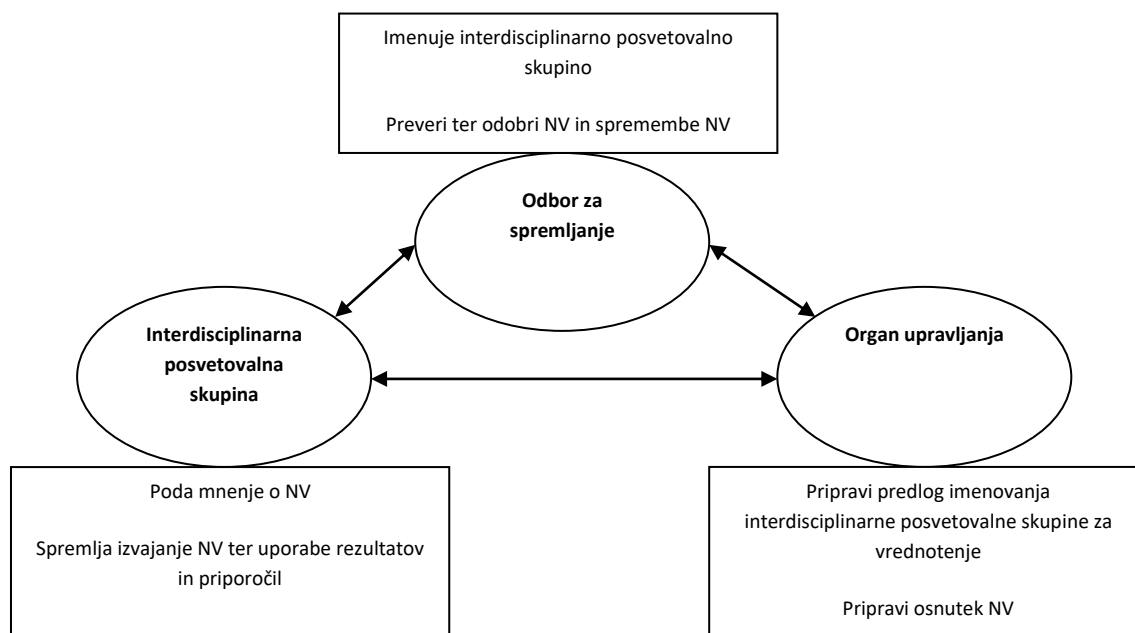 Imenuje interdisciplinarno posvetovalno
skupino
Preveri ter odobri NV in spremembe NV
Odbor za
spremljanje
Interdisciplinarna
posvetovalna
skupina
Organ upravljanja
Poda mnenje o NV
Spremlja izvajanje NV ter uporabe rezultatov
in priporočil
Pripravi predlog imenovanja
interdisciplinarne posvetovalne skupine za
vrednotenje
Pripravi osnutek NV